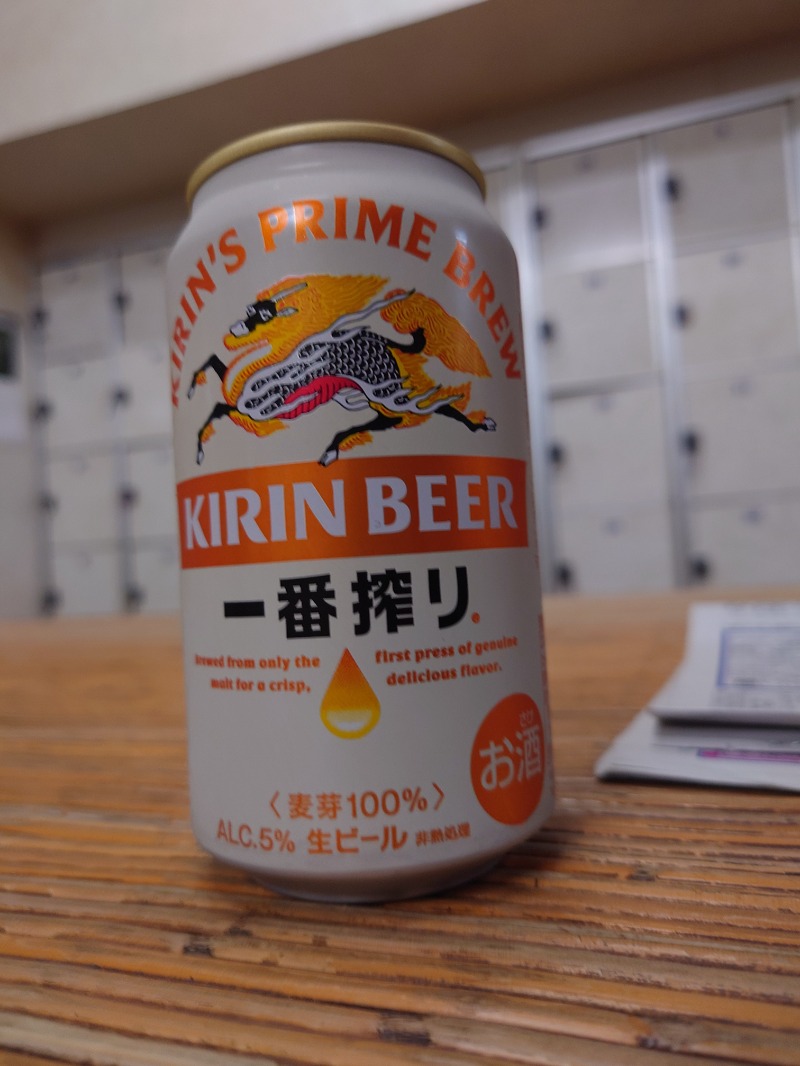 KIRIN'S PRIME BREW
KIRIN BEER
一番搾り
Brewed from only the
malt for a crisp,
first press of genuine
delicious flavor.
さけ
お酒
〈麦芽100%〉
ALC.5% 生ビール 非熱処理